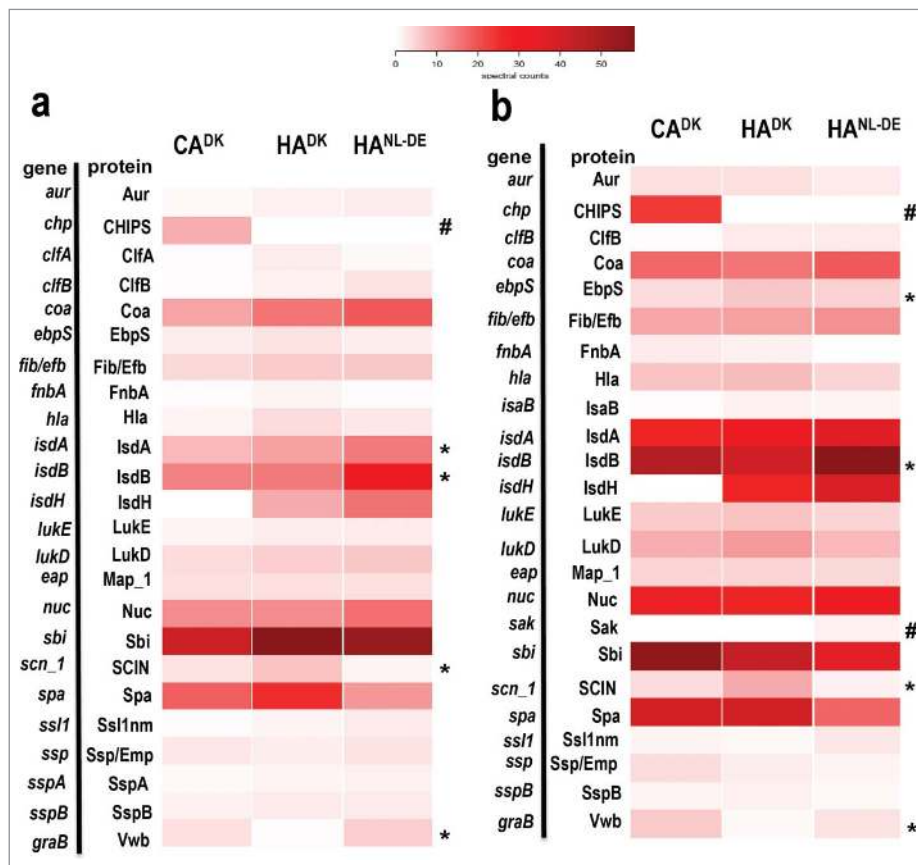 0 10 20 30 40 50
spectral counts
a
CA^DK HA^DK HA^NL-DE
gene protein
aur Aur
chp CHIPS #
clfA ClfA
clfB ClfB
coa Coa
ebpS EbpS
fib/efb Fib/Efb
fnbA FnbA
hla Hla
isdA IsdA *
isdB IsdB *
isdH IsdH
lukE LukE
lukD LukD
eap Map_1
nuc Nuc
sbi Sbi
scn_1 SCIN *
spa Spa
ssl1 Ssl1nm
ssp Ssp/Emp
sspA SspA
sspB SspB
graB Vwb *
b
CA^DK HA^DK HA^NL-DE
gene protein
aur Aur
chp CHIPS #
clfB ClfB
coa Coa
ebpS EbpS *
fib/efb Fib/Efb
fnbA FnbA
hla Hla
isaB IsaB
isdA IsdA
isdB IsdB *
isdH IsdH
lukE LukE
lukD LukD
eap Map_1
nuc Nuc
sak Sak #
sbi Sbi
scn_1 SCIN *
spa Spa
ssl1 Ssl1nm
ssp Ssp/Emp
sspB SspB
graB Vwb *